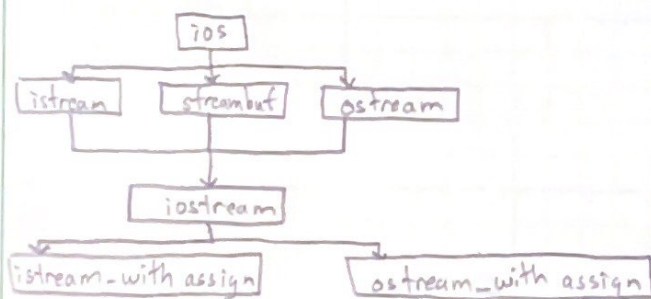 ios
istream streambuf ostream
iostream
istream_with assign ostream_with assign